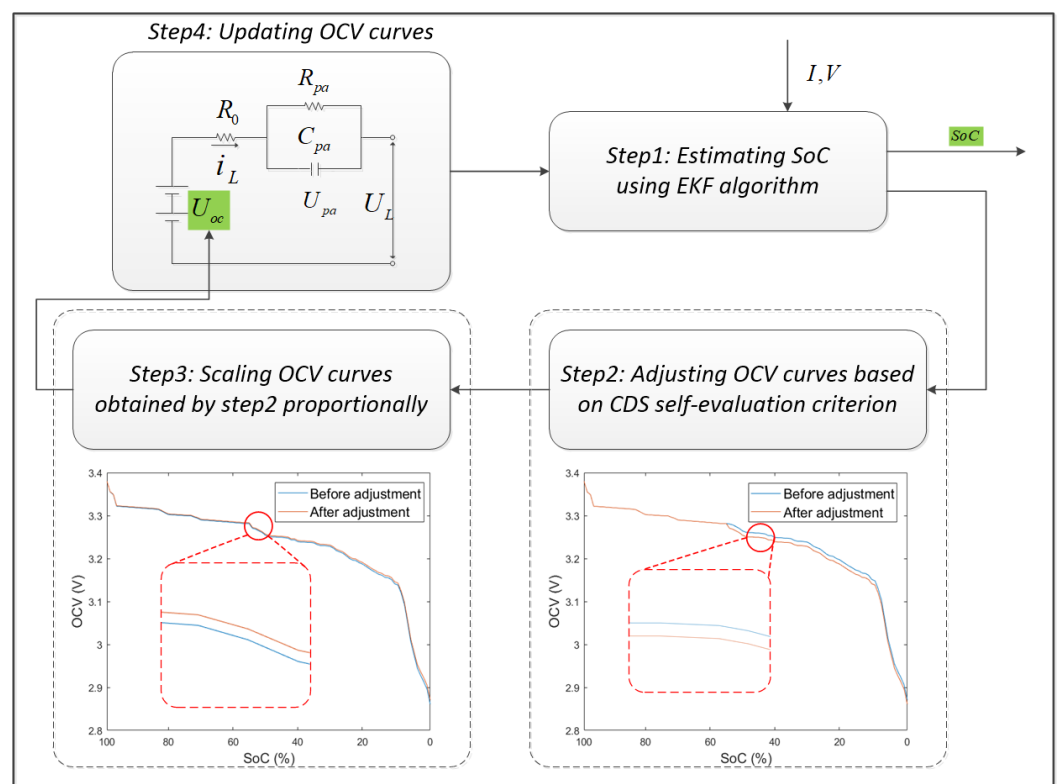 Step4: Updating OCV curves
R_pa
R_0
C_pa
i_L
U_pa
U_L
U_oc
I,V
Step1: Estimating SoC
using EKF algorithm
SoC
Step3: Scaling OCV curves
obtained by step2 proportionally
Step2: Adjusting OCV curves based
on CDS self-evaluation criterion
3.4
3.3
3.2
3.1
3
2.9
2.8
OCV (V)
Before adjustment
After adjustment
100
80
60
40
20
0
SoC (%)
3.4
3.3
3.2
3.1
3
2.9
2.8
OCV (V)
Before adjustment
After adjustment
100
80
60
40
20
0
SoC (%)